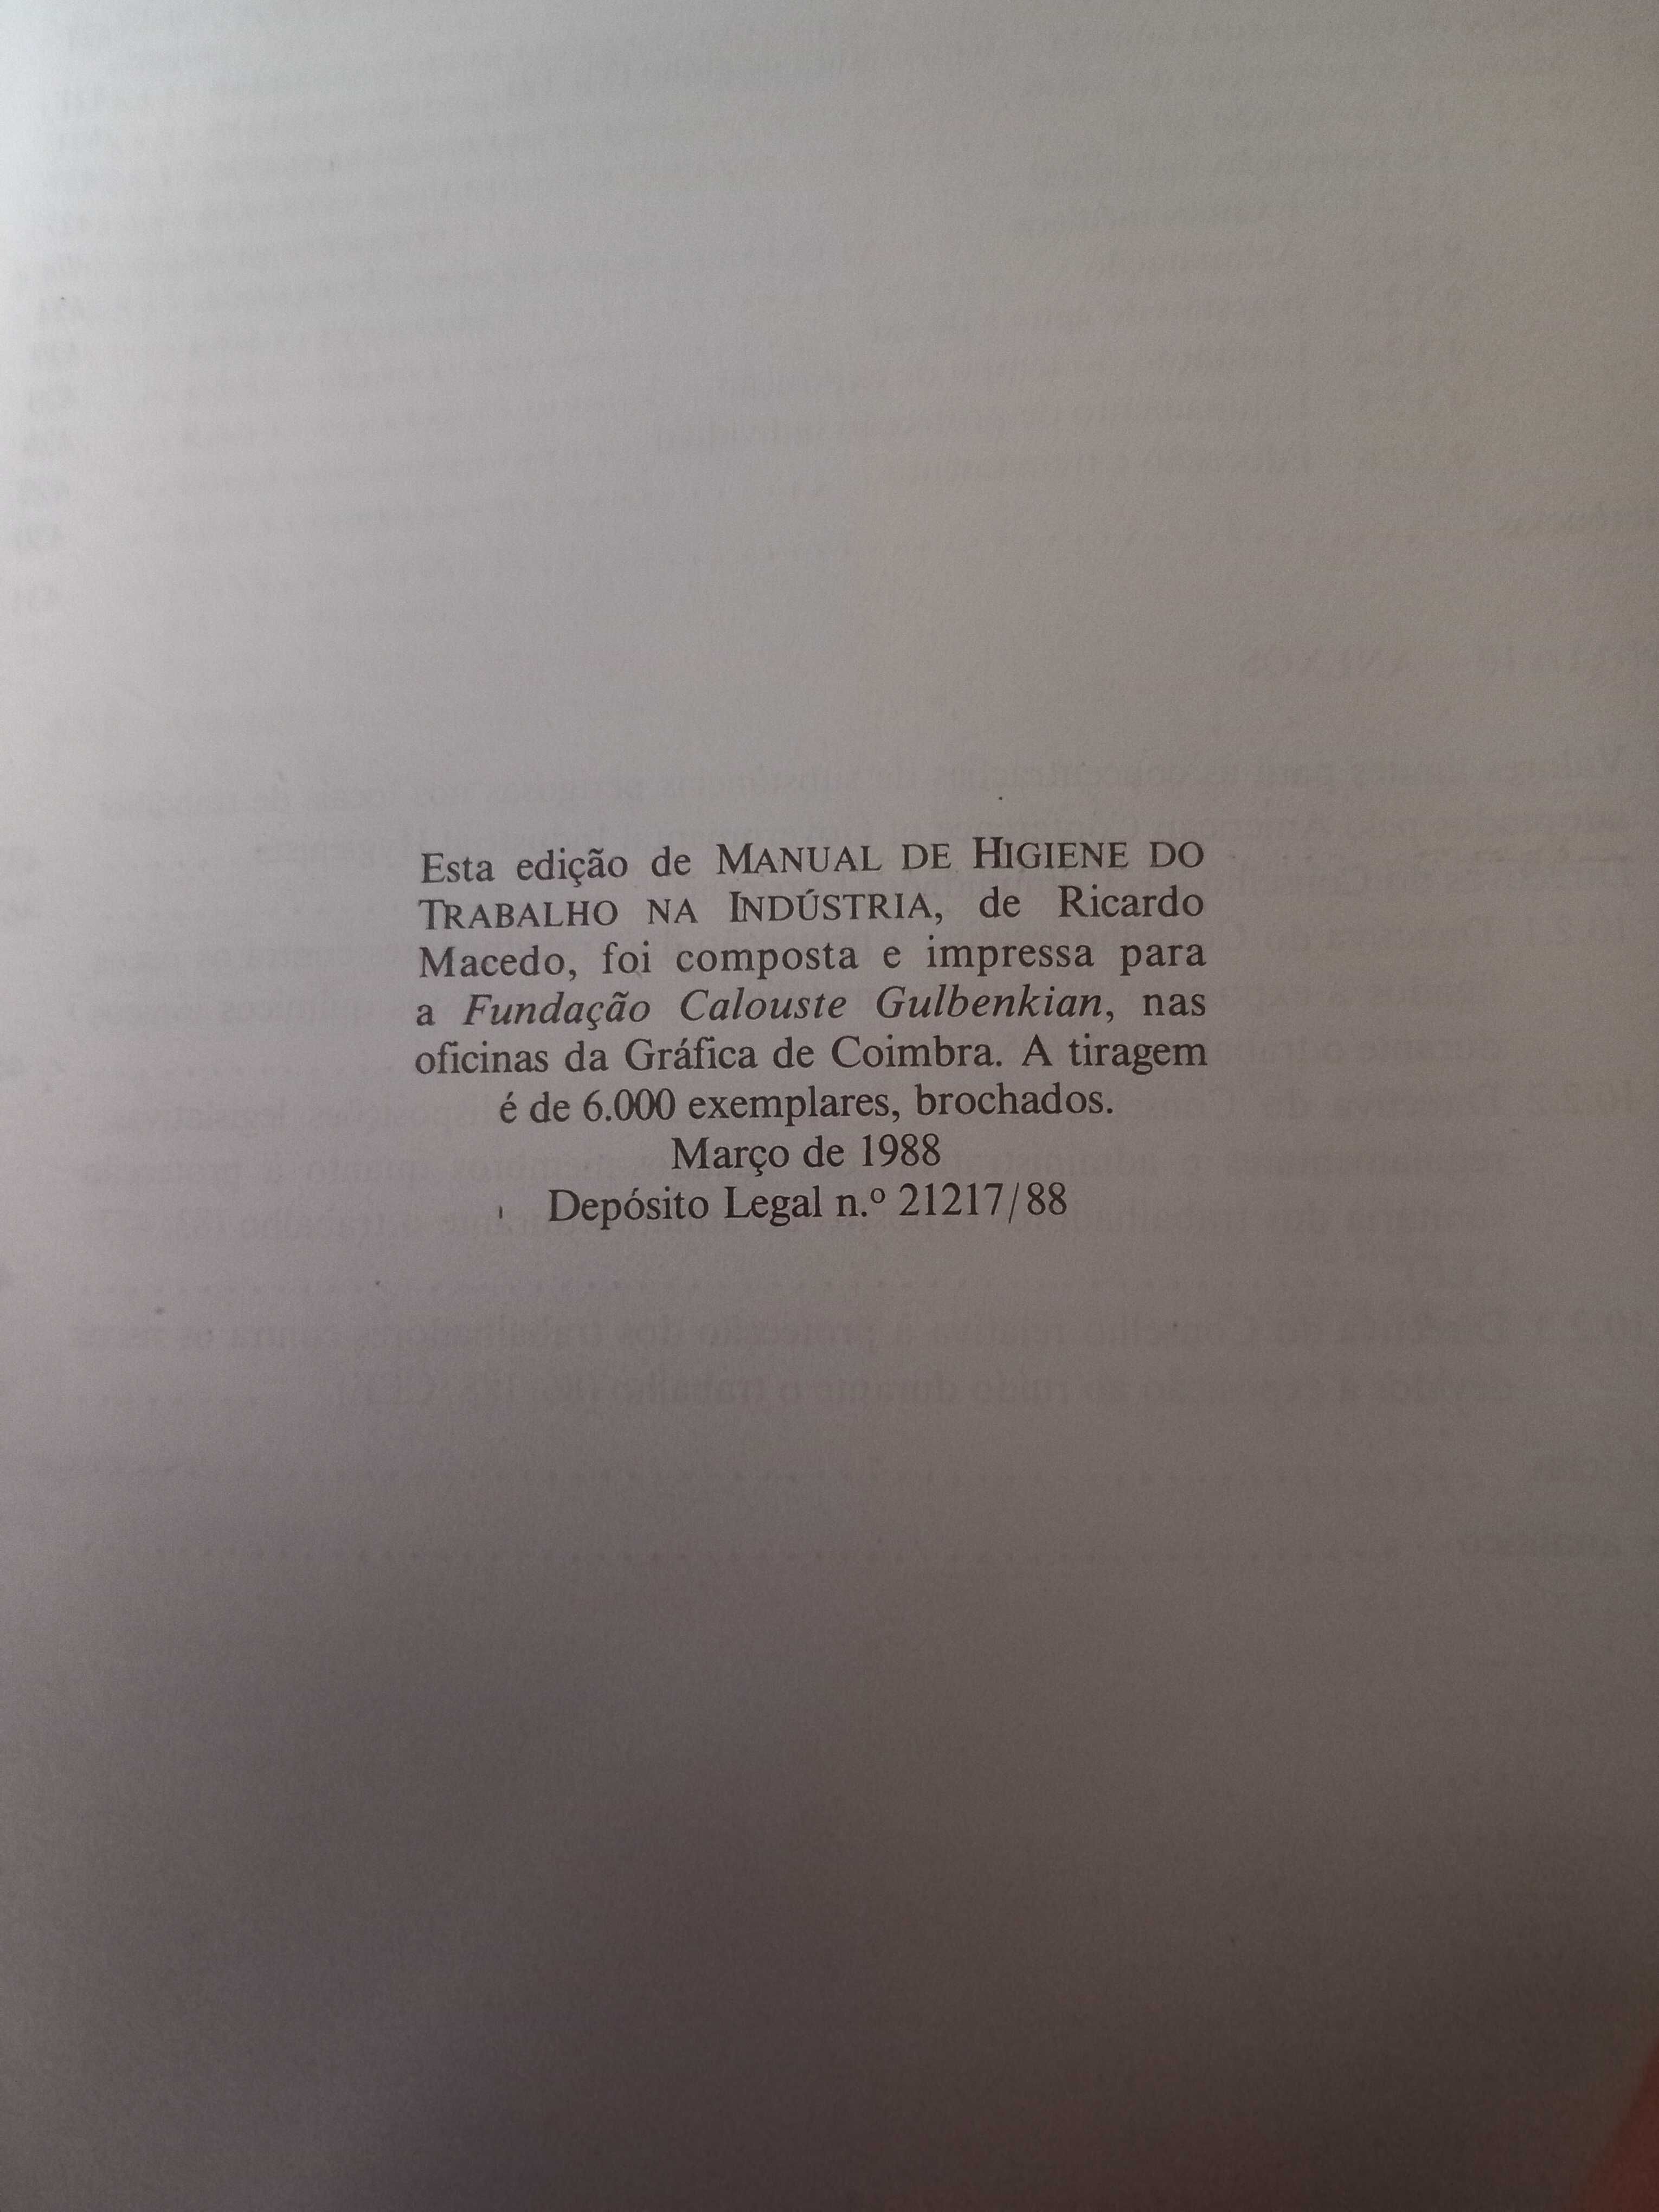 Esta edição de MANUAL DE HIGIENE DO
TRABALHO NA INDÚSTRIA, de Ricardo
Macedo, foi composta e impressa para
a Fundação Calouste Gulbenkian, nas
oficinas da Gráfica de Coimbra. A tiragem
é de 6.000 exemplares, brochados.
Março de 1988
Depósito Legal n.º 21217/88